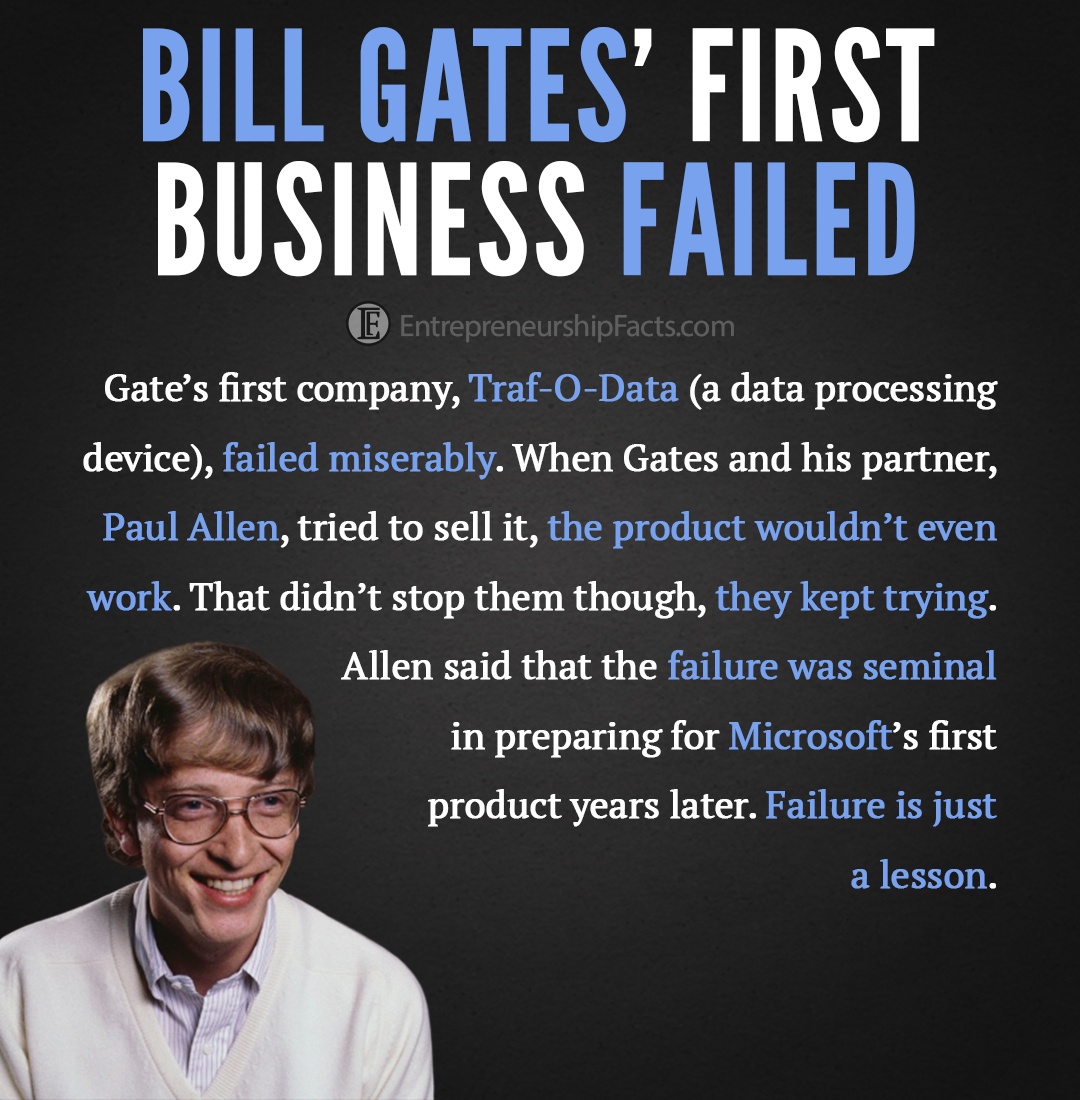 BILL GATES’ FIRST
BUSINESS FAILED
E EntrepreneurshipFacts.com
Gate’s first company, Traf-O-Data (a data processing
device), failed miserably. When Gates and his partner,
Paul Allen, tried to sell it, the product wouldn’t even
work. That didn’t stop them though, they kept trying.
Allen said that the failure was seminal
in preparing for Microsoft’s first
product years later. Failure is just
a lesson.